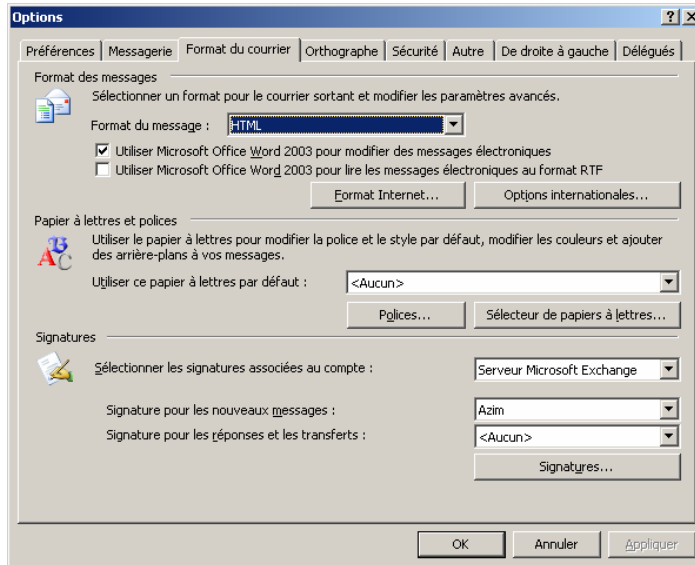 Options
Préférences Messagerie Format du courrier Orthographe Sécurité Autre De droite à gauche Délégués
Format des messages
Sélectionner un format pour le courrier sortant et modifier les paramètres avancés.
Format du message : HTML
Utiliser Microsoft Office Word 2003 pour modifier des messages électroniques
Utiliser Microsoft Office Word 2003 pour lire les messages électroniques au format RTF
Format Internet... Options internationales...
Papier à lettres et polices
Utiliser le papier à lettres pour modifier la police et le style par défaut, modifier les couleurs et ajouter
des arrière-plans à vos messages.
Utiliser ce papier à lettres par défaut : <Aucun>
Polices... Sélecteur de papiers à lettres...
Signatures
Sélectionner les signatures associées au compte : Serveur Microsoft Exchange
Signature pour les nouveaux messages : Azim
Signature pour les réponses et les transferts : <Aucun>
Signatures...
OK Annuler Appliquer